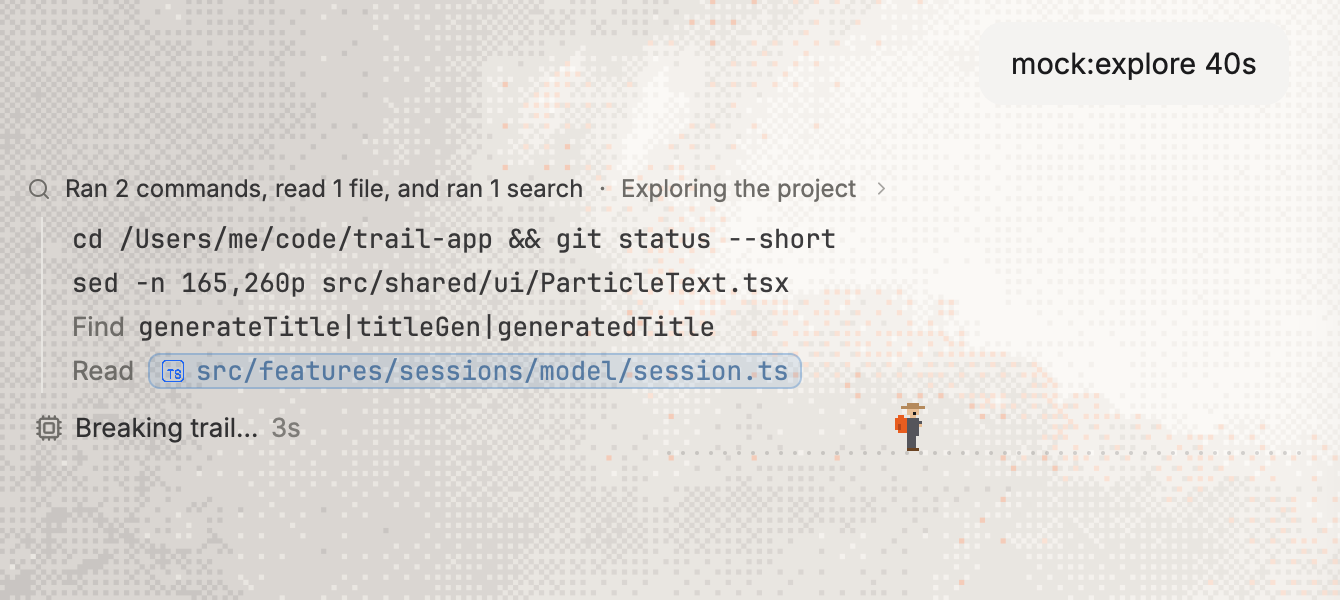 mock:explore 40s
Ran 2 commands, read 1 file, and ran 1 search · Exploring the project
cd /Users/me/code/trail-app && git status --short
sed -n 165,260p src/shared/ui/ParticleText.tsx
Find generateTitle|titleGen|generatedTitle
Read TS src/features/sessions/model/session.ts
Breaking trail... 3s